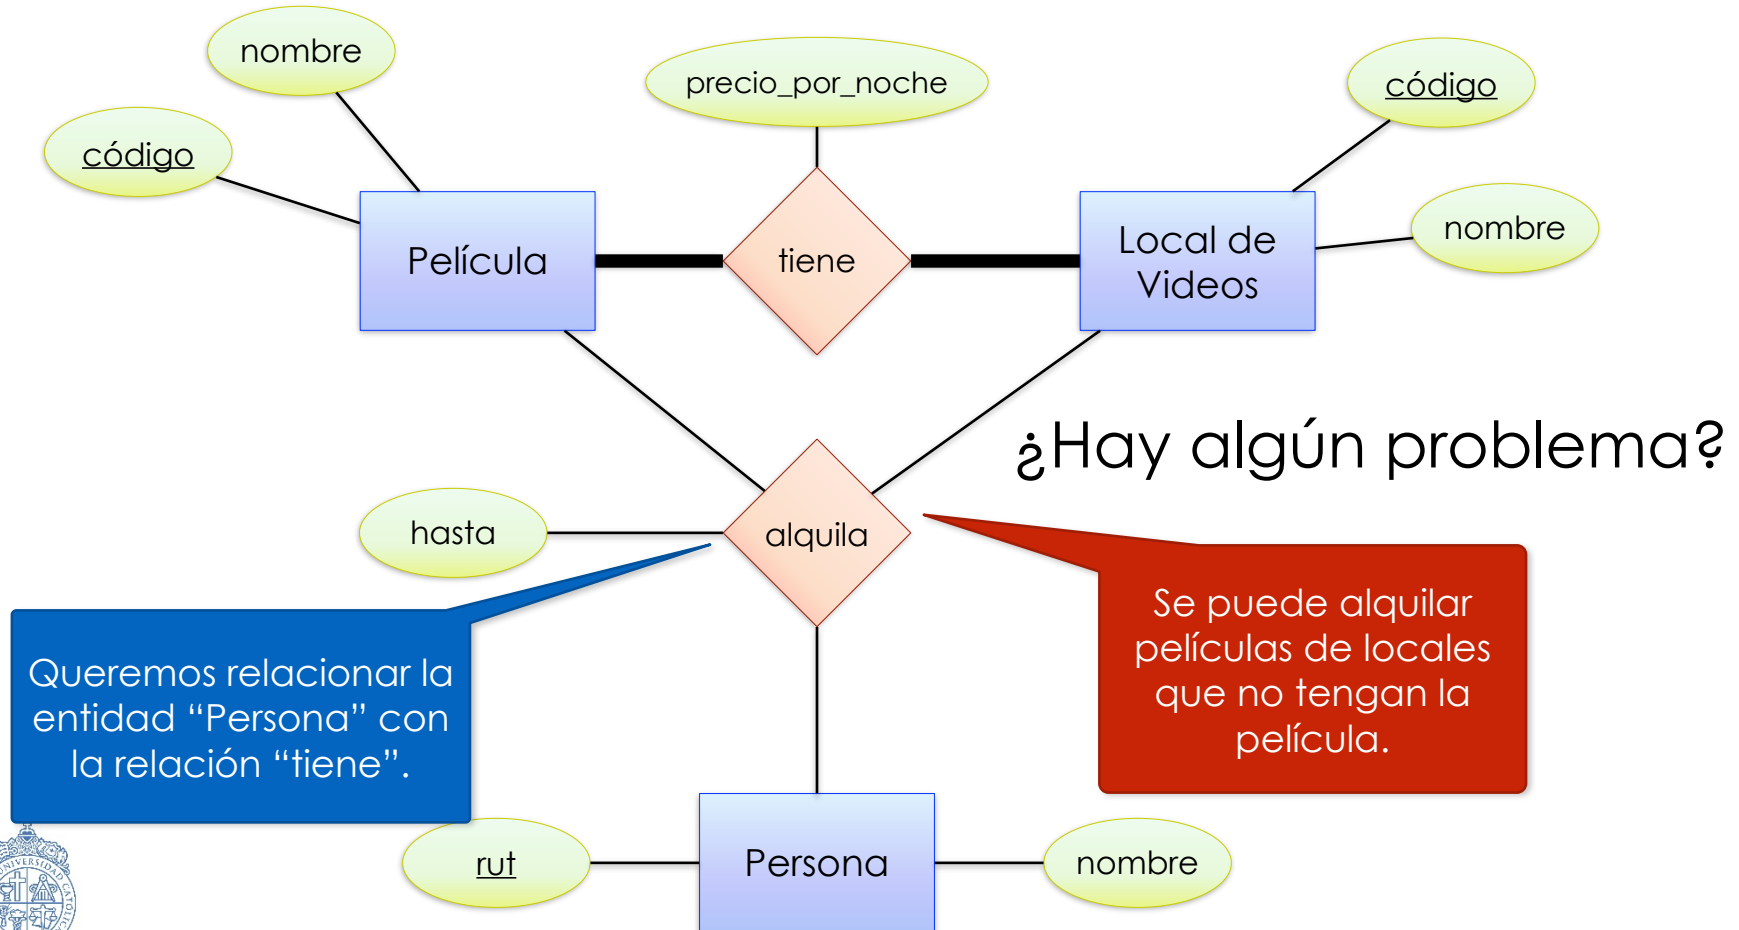 nombre
precio_por_noche
código
código
nombre
Película
tiene
Local de
Videos
¿Hay algún problema?
hasta
alquila
Se puede alquilar
películas de locales
que no tengan la
película.
Queremos relacionar la
entidad “Persona” con
la relación “tiene”.
rut
Persona
nombre